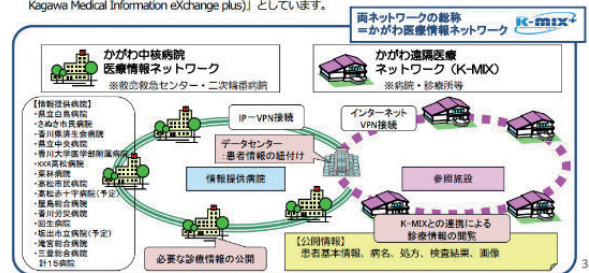 Kagawa Medical Information eXchange plus)」としています。
両ネットワークの総称
＝かがわ医療情報ネットワーク
K-MIX+
かがわ中核病院
医療情報ネットワーク
※救命救急センター・二次輪番病院
かがわ遠隔医療
ネットワーク（K-MIX）
※病院・診療所等
【情報提供病院】
・県立白鳥病院
・さぬき市民病院
・香川県済生会病院
・県立中央病院
・香川大学医学部附属病院
・KKR高松病院
・栗林病院
・高松市民病院
・高松赤十字病院(予定)
・屋島総合病院
・香川労災病院
・回生病院
・坂出市立病院(予定)
・滝宮総合病院
・三豊総合病院
計15病院
IP－VPN接続
データセンター
：患者情報の紐付け
情報提供病院
必要な診療情報の公開
インターネット
VPN接続
参照施設
K-MIXとの連携による
診療情報の閲覧
【公開情報】
患者基本情報、病名、処方、検査結果、画像
3